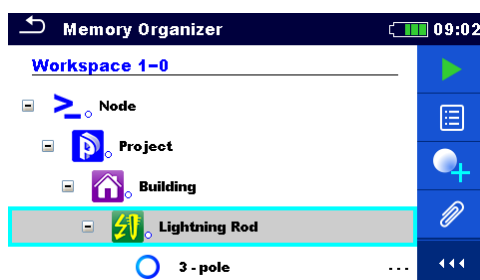 Memory Organizer 09:02
Workspace 1-0
Node
Project
Building
Lightning Rod
3 - pole ...